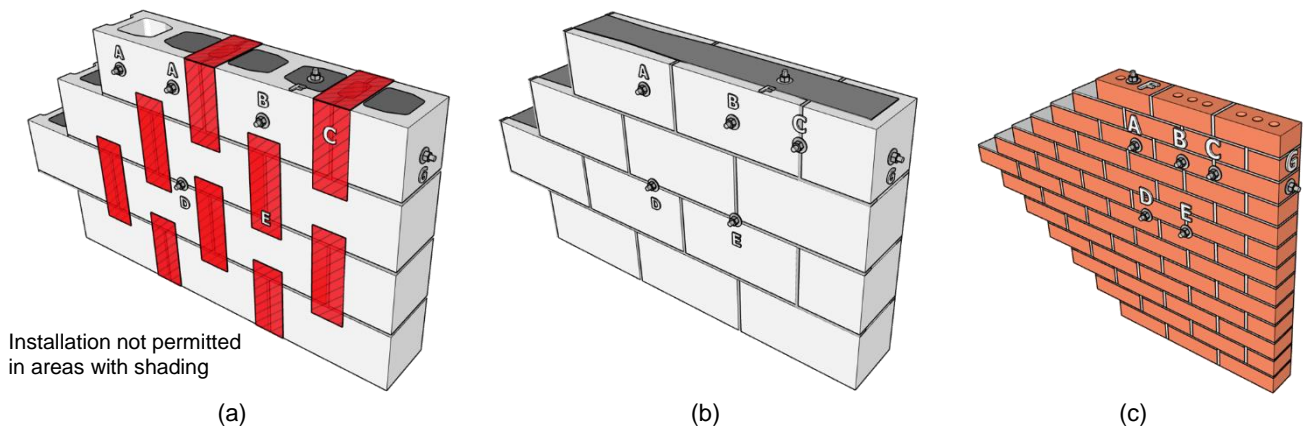 A
A
B
C
F
G
D
E
Installation not permitted
in areas with shading
(a)
A
B
C
F
G
D
E
(b)
F
A
B
C
G
D
E
(c)